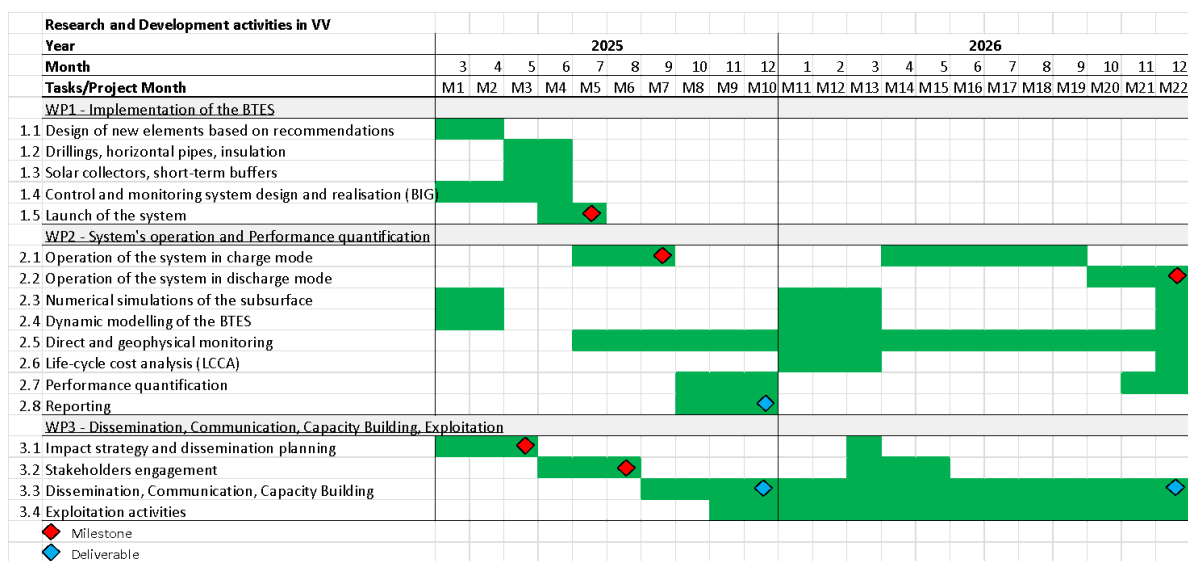 Research and Development activities in VV
Year 2025 2026
Month 3 4 5 6 7 8 9 10 11 12 1 2 3 4 5 6 7 8 9 10 11 12
Tasks/Project Month M1 M2 M3 M4 M5 M6 M7 M8 M9 M10 M11 M12 M13 M14 M15 M16 M17 M18 M19 M20 M21 M22
WP1 - Implementation of the BTES
1.1 Design of new elements based on recommendations
1.2 Drillings, horizontal pipes, insulation
1.3 Solar collectors, short-term buffers
1.4 Control and monitoring system design and realisation (BIG)
1.5 Launch of the system
WP2 - System's operation and Performance quantification
2.1 Operation of the system in charge mode
2.2 Operation of the system in discharge mode
2.3 Numerical simulations of the subsurface
2.4 Dynamic modelling of the BTES
2.5 Direct and geophysical monitoring
2.6 Life-cycle cost analysis (LCCA)
2.7 Performance quantification
2.8 Reporting
WP3 - Dissemination, Communication, Capacity Building, Exploitation
3.1 Impact strategy and dissemination planning
3.2 Stakeholders engagement
3.3 Dissemination, Communication, Capacity Building
3.4 Exploitation activities
Milestone
Deliverable